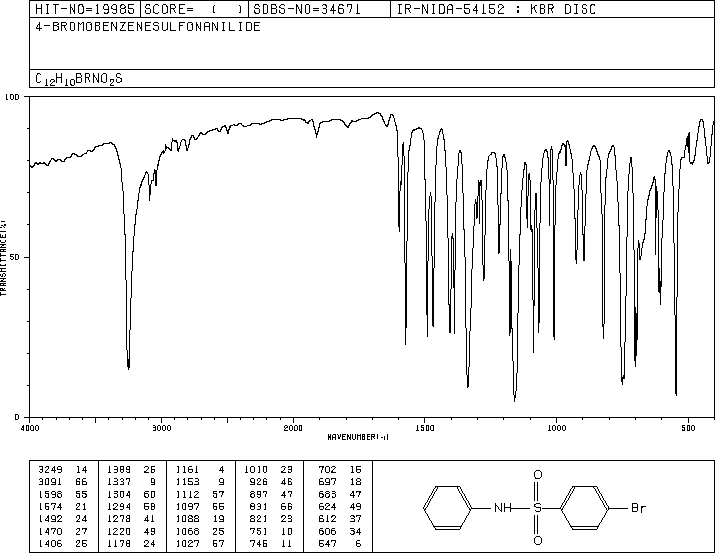 HIT-NO=19985 SCORE= ( ) SDBS-NO=34671 IR-NIDA-54152 : KBR DISC
4-BROMOBENZENESULFONANILIDE
C12H10BRNO2S
100
50
0
TRANSMITTANCE(%)
4000 3000 2000 1500 1000 500
WAVENUMBER(-1)
3249 14 1389 26 1161 4 1010 23 702 15
3091 66 1337 9 1153 9 926 46 697 18
1598 55 1304 60 1112 57 897 47 683 47
1574 21 1294 58 1097 55 831 66 624 49
1492 24 1278 41 1088 19 821 23 612 37
1470 27 1220 49 1068 25 751 10 606 34
1406 25 1178 24 1027 57 746 11 547 6
O
NH S Br
O